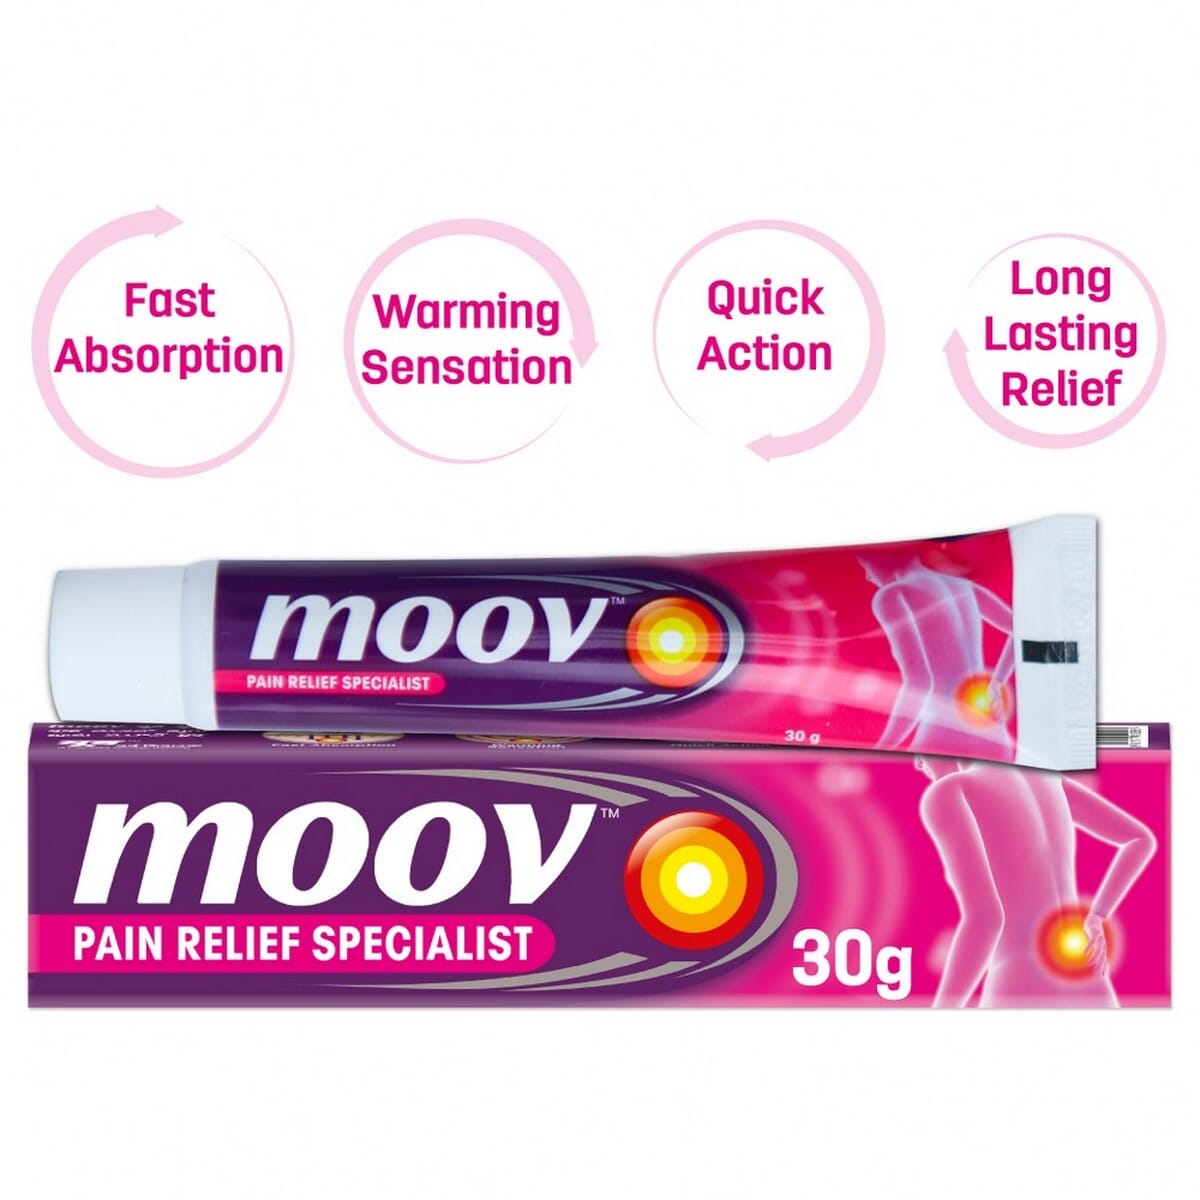 Fast
Absorption
Warming
Sensation
Quick
Action
Long
Lasting
Relief
moov™
PAIN RELIEF SPECIALIST
30 g
Fast Absorption
Quick Action
moov™
PAIN RELIEF SPECIALIST
30g